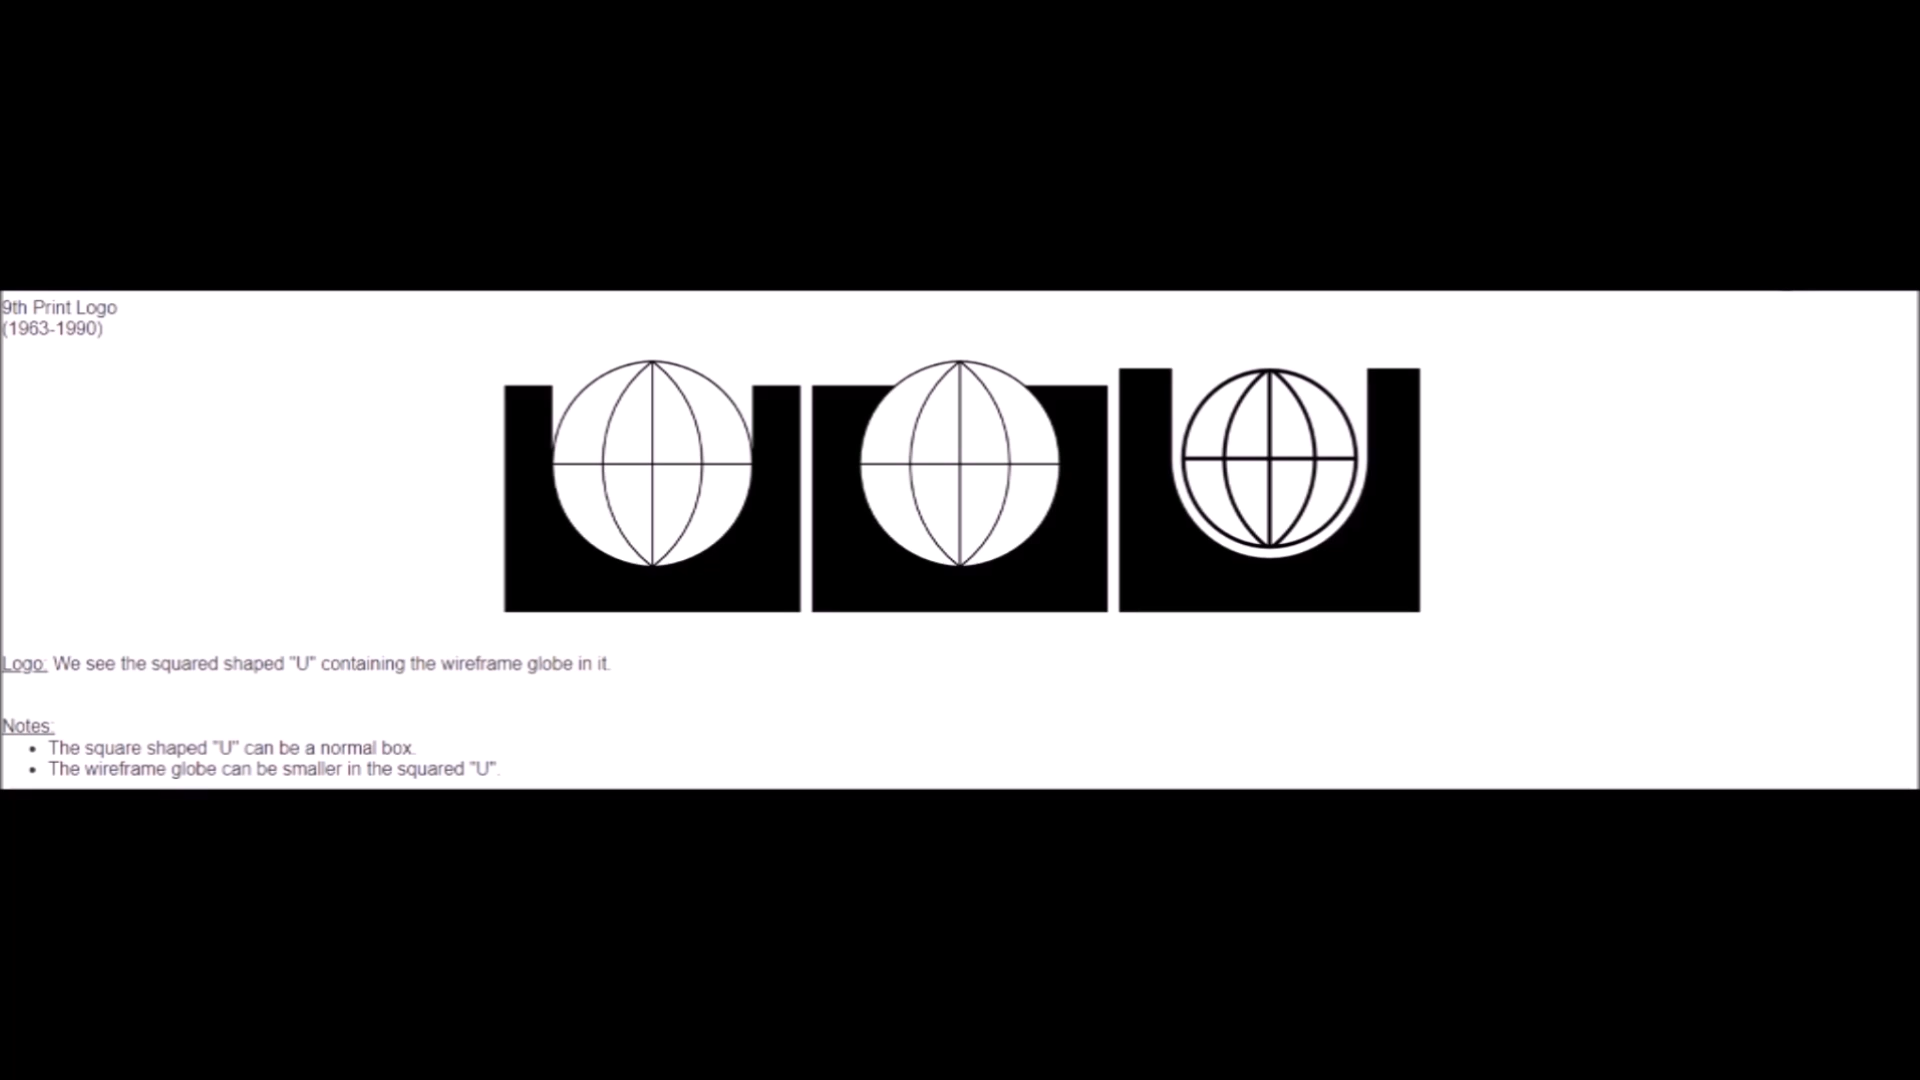 9th Print Logo
(1963-1990)
Logo: We see the squared shaped "U" containing the wireframe globe in it.
Notes:
• The square shaped "U" can be a normal box.
• The wireframe globe can be smaller in the squared "U".